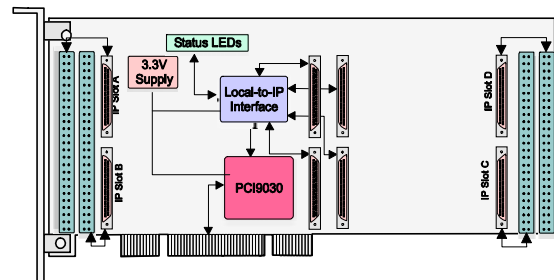 Status LEDs
3.3V
Supply
IP Slot A
Local-to-IP
Interface
IP Slot D
IP Slot B
PCI9030
IP Slot C